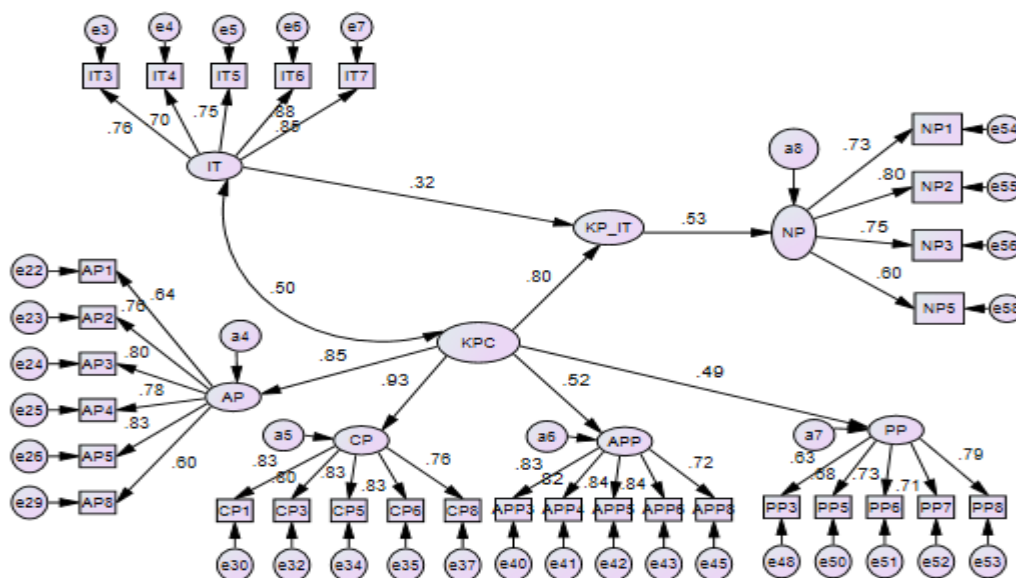 e3 e4 e5 e6 e7
IT3 IT4 IT5 IT6 IT7
.76 .70 .75 .88 .85
IT
a8
NP1 e54
.73
.80 NP2 e55
.32
KP_IT .53 NP
.75 NP3 e56
.60
NP5 e58
e22 AP1
.64
.50 .80
e23 AP2 .76
a4
KPC
e24 AP3 .80
.85 .93 .52 .49
e25 AP4 .78
AP
e26 AP5 .83
.60
e29 AP8
a5 CP a6 APP a7 PP
.83 .80 .83 .83 .76
.83 .82 .84 .84 .72
.63 .68 .73 .71 .79
CP1 CP3 CP5 CP6 CP8 APP3 APP4 APP5 APP6 APP8 PP3 PP5 PP6 PP7 PP8
e30 e32 e34 e35 e37 e40 e41 e42 e43 e45 e48 e50 e51 e52 e53